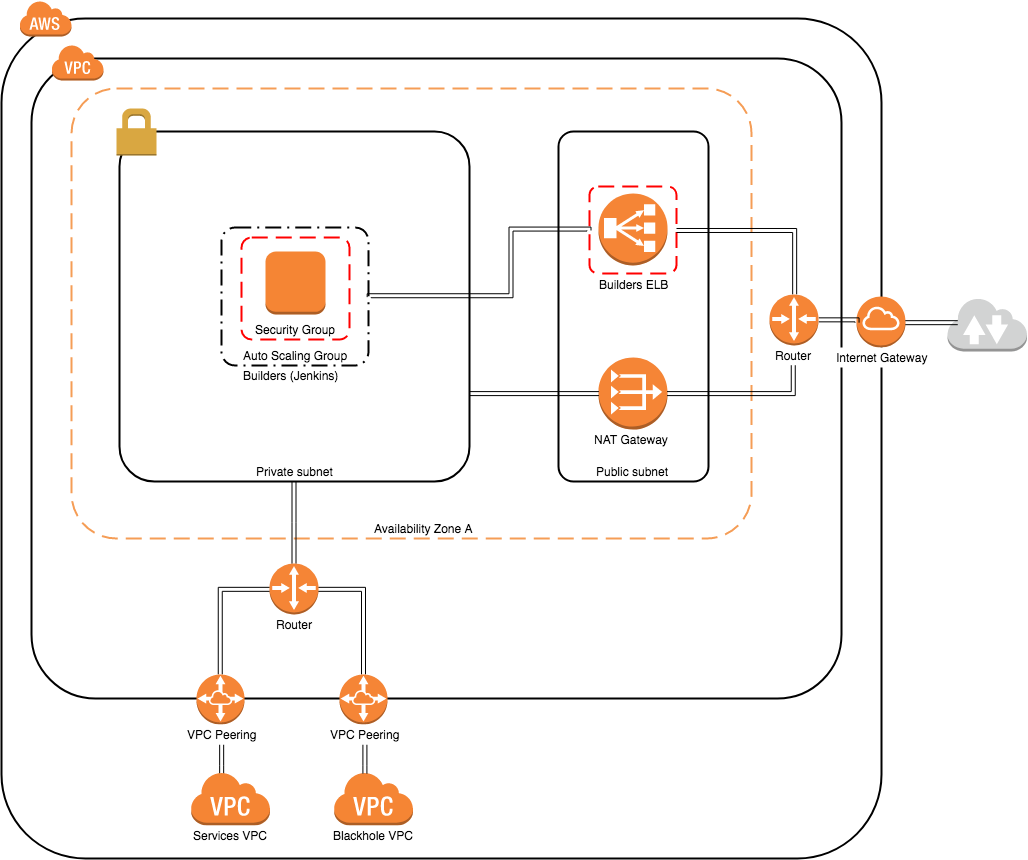 AWS
VPC
Builders ELB
Security Group
Auto Scaling Group
Builders (Jenkins)
Router
Internet Gateway
NAT Gateway
Private subnet
Public subnet
Availability Zone A
Router
VPC Peering
VPC Peering
VPC
VPC
Services VPC
Blackhole VPC